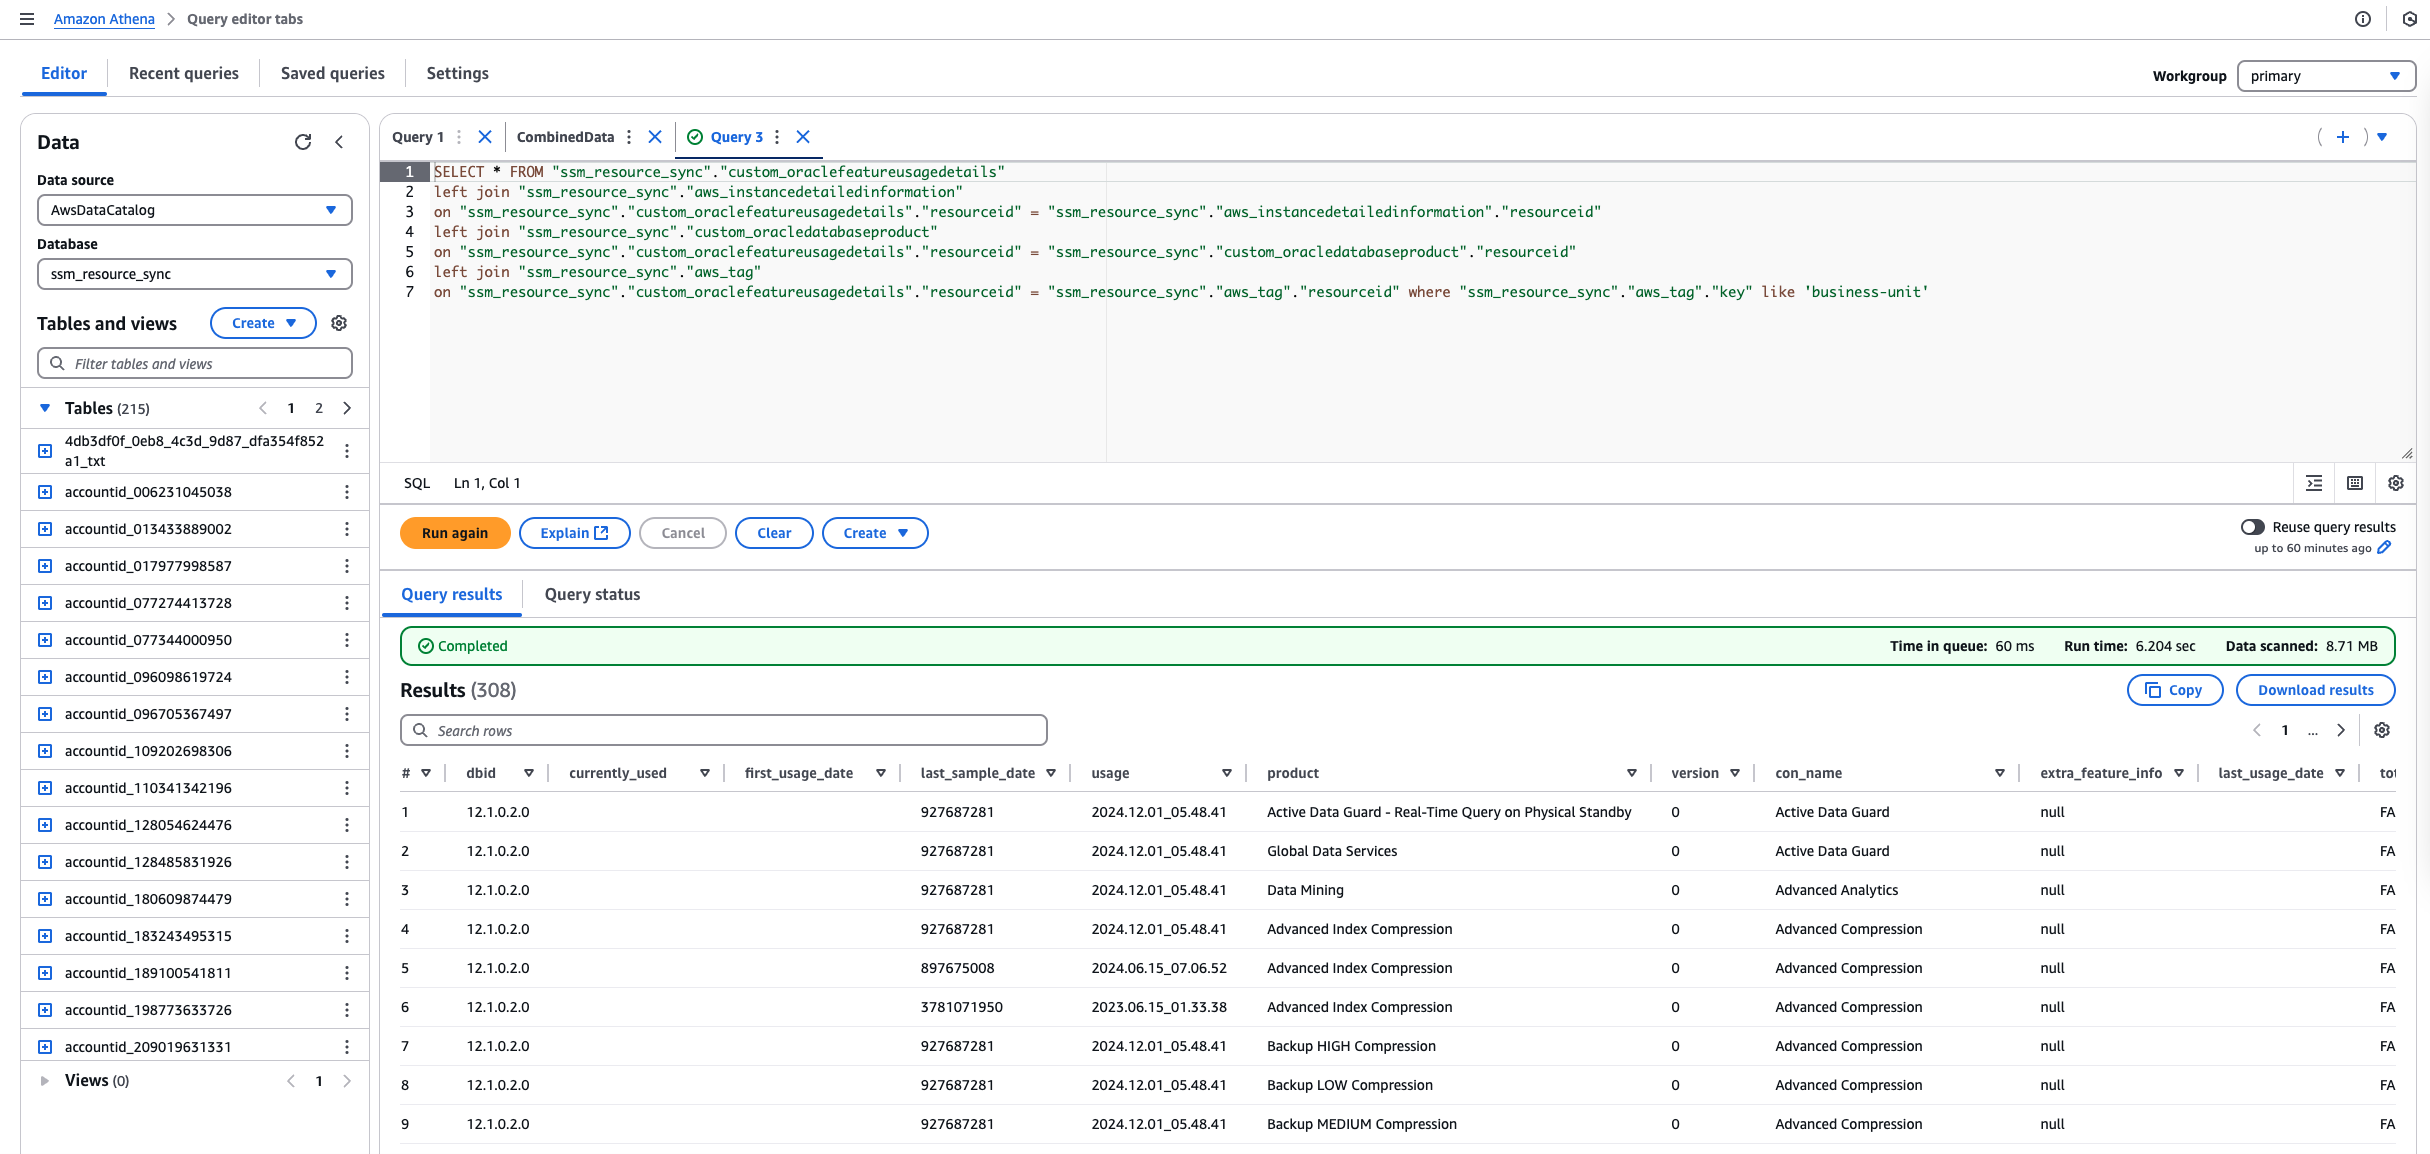 Amazon Athena > Query editor tabs
Editor Recent queries Saved queries Settings
Workgroup primary
Data
Data source
AwsDataCatalog
Database
ssm_resource_sync
Tables and views Create
Filter tables and views
Tables (215) 1 2
4db3df0f_0eb8_4c3d_9d87_dfa354f852
a1_txt
accountid_006231045038
accountid_013433889002
accountid_017977998587
accountid_077274413728
accountid_077344000950
accountid_096098619724
accountid_096705367497
accountid_109202698306
accountid_110341342196
accountid_128054624476
accountid_128485831926
accountid_180609874479
accountid_183243495315
accountid_189100541811
accountid_198773633726
accountid_209019631331
Views (0) 1
Query 1 CombinedData Query 3
1 SELECT * FROM "ssm_resource_sync"."custom_oraclefeatureusagedetails"
2 left join "ssm_resource_sync"."aws_instancedetailedinformation"
3 on "ssm_resource_sync"."custom_oraclefeatureusagedetails"."resourceid" = "ssm_resource_sync"."aws_instancedetailedinformation"."resourceid"
4 left join "ssm_resource_sync"."custom_oracledatabaseproduct"
5 on "ssm_resource_sync"."custom_oraclefeatureusagedetails"."resourceid" = "ssm_resource_sync"."custom_oracledatabaseproduct"."resourceid"
6 left join "ssm_resource_sync"."aws_tag"
7 on "ssm_resource_sync"."custom_oraclefeatureusagedetails"."resourceid" = "ssm_resource_sync"."aws_tag"."resourceid" where "ssm_resource_sync"."aws_tag"."key" like 'business-unit'
SQL Ln 1, Col 1
Run again Explain Cancel Clear Create
Reuse query results
up to 60 minutes ago
Query results Query status
Completed Time in queue: 60 ms Run time: 6.204 sec Data scanned: 8.71 MB
Results (308) Copy Download results
Search rows 1 ...
# dbid currently_used first_usage_date last_sample_date usage product version con_name extra_feature_info last_usage_date tot
1 12.1.0.2.0 927687281 2024.12.01_05.48.41 Active Data Guard - Real-Time Query on Physical Standby 0 Active Data Guard null FA
2 12.1.0.2.0 927687281 2024.12.01_05.48.41 Global Data Services 0 Active Data Guard null FA
3 12.1.0.2.0 927687281 2024.12.01_05.48.41 Data Mining 0 Advanced Analytics null FA
4 12.1.0.2.0 927687281 2024.12.01_05.48.41 Advanced Index Compression 0 Advanced Compression null FA
5 12.1.0.2.0 897675008 2024.06.15_07.06.52 Advanced Index Compression 0 Advanced Compression null FA
6 12.1.0.2.0 3781071950 2023.06.15_01.33.38 Advanced Index Compression 0 Advanced Compression null FA
7 12.1.0.2.0 927687281 2024.12.01_05.48.41 Backup HIGH Compression 0 Advanced Compression null FA
8 12.1.0.2.0 927687281 2024.12.01_05.48.41 Backup LOW Compression 0 Advanced Compression null FA
9 12.1.0.2.0 927687281 2024.12.01_05.48.41 Backup MEDIUM Compression 0 Advanced Compression null FA